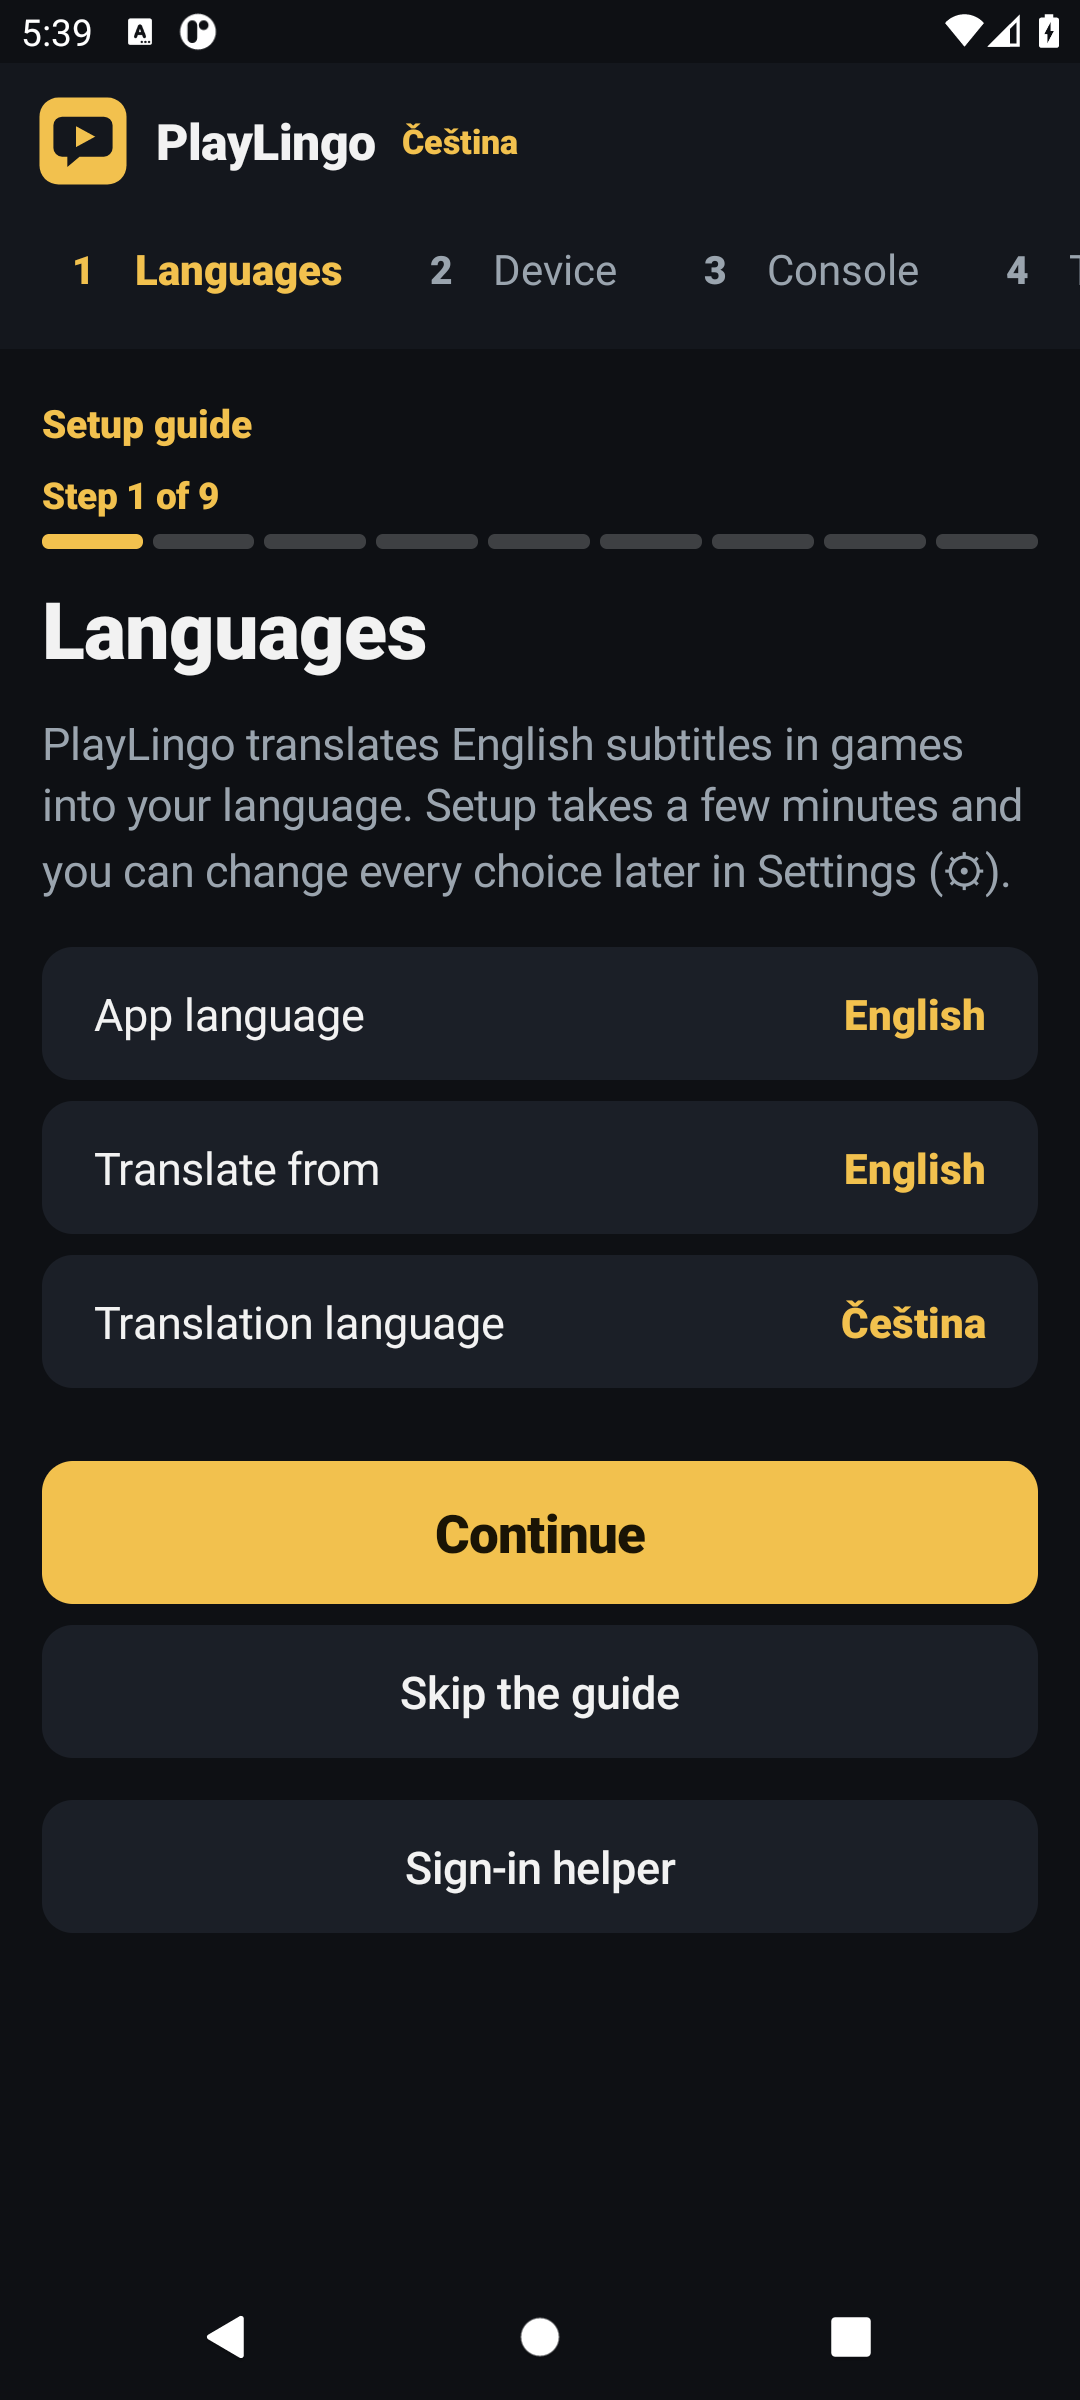 5:39
PlayLingo Čeština
1 Languages 2 Device 3 Console 4
Setup guide
Step 1 of 9
Languages
PlayLingo translates English subtitles in games
into your language. Setup takes a few minutes and
you can change every choice later in Settings (⚙).
App language English
Translate from English
Translation language Čeština
Continue
Skip the guide
Sign-in helper